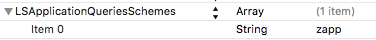 LSApplicationQueriesSchemes Array (1 item)
Item 0 String zapp